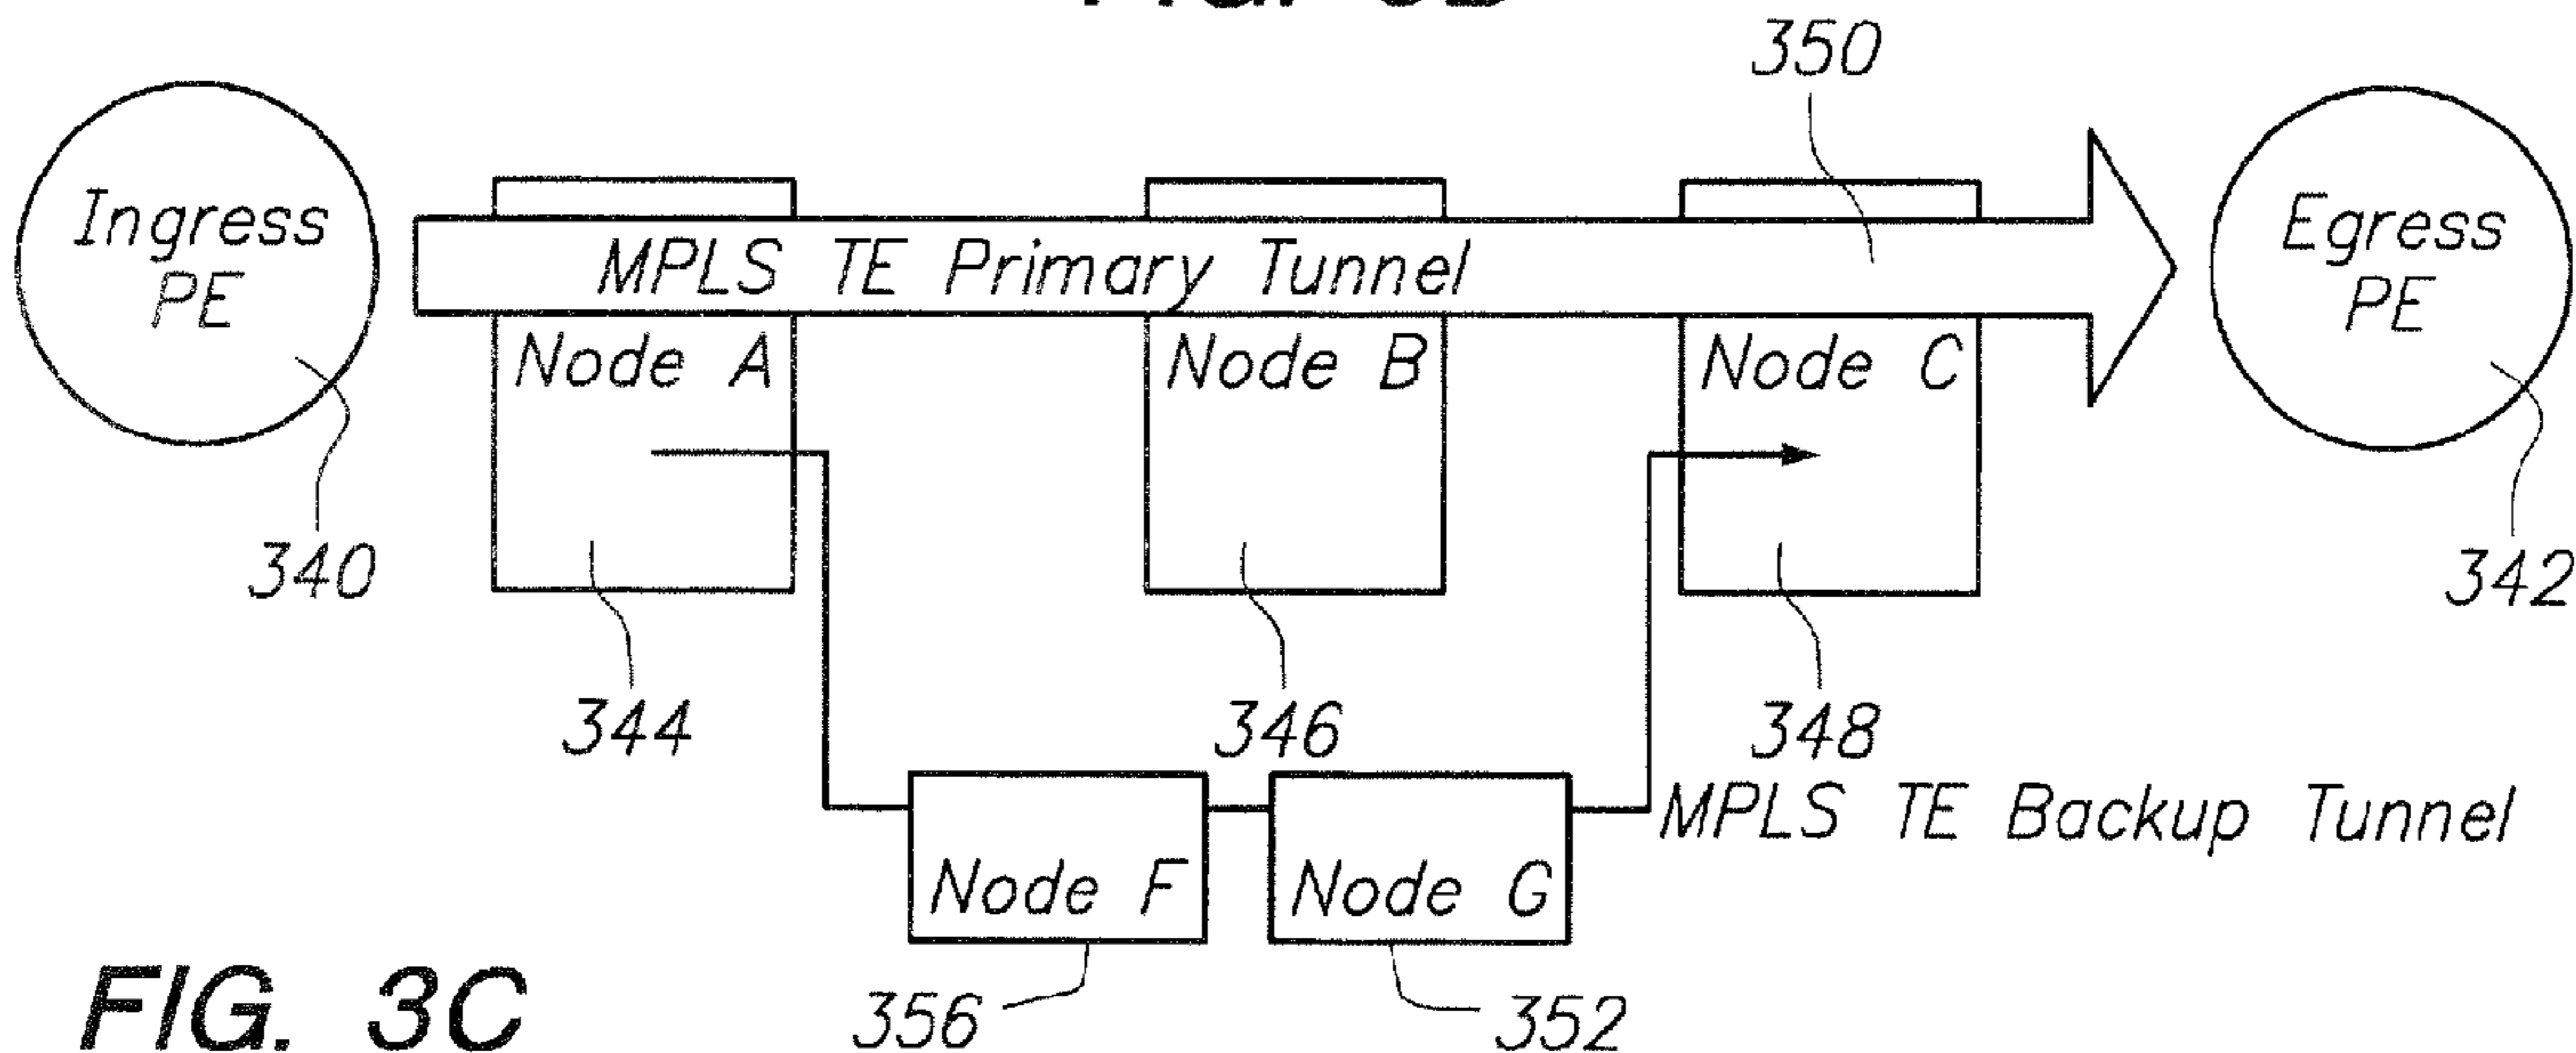 350
Ingress
PE
MPLS TE Primary Tunnel
Egress
PE
Node A
Node B
Node C
340
342
344
346
348
MPLS TE Backup Tunnel
Node F
Node G
356
352
FIG. 3C